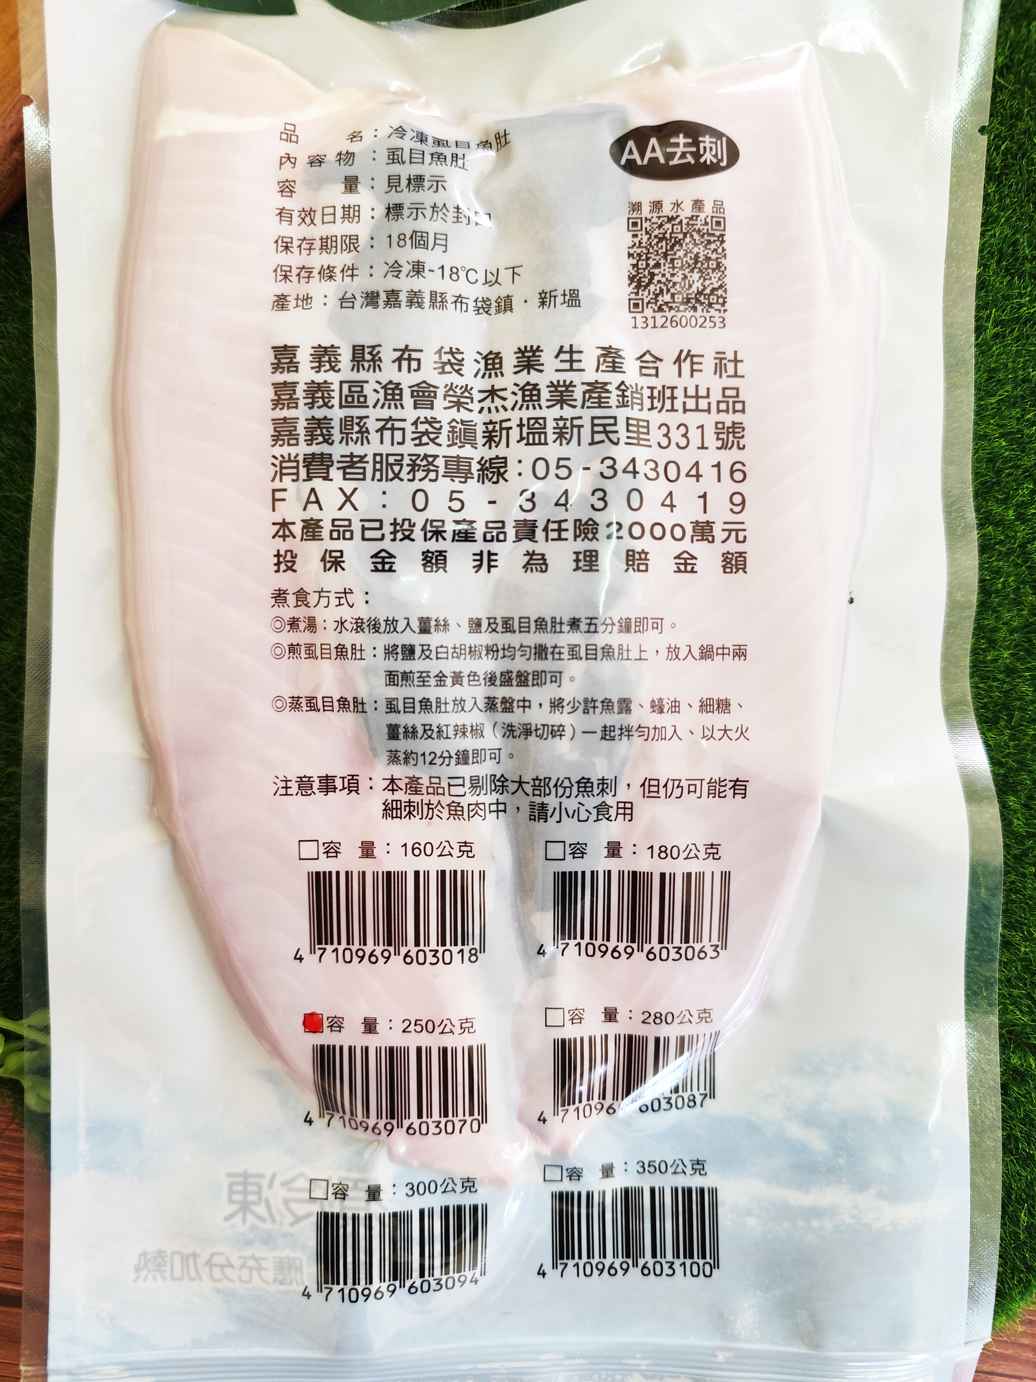 品名：冷凍虱目魚肚
內容物：虱目魚肚
容量：見標示
有效日期：標示於封口
保存期限：18個月
保存條件：冷凍-18℃以下
產地：台灣嘉義縣布袋鎮．新塭
AA去刺
溯源水產品
1312600253
嘉義縣布袋漁業生產合作社
嘉義區漁會榮杰漁業產銷班出品
嘉義縣布袋鎮新塭新民里331號
消費者服務專線：05-3430416
FAX：05-3430419
本產品已投保產品責任險2000萬元
投保金額非為理賠金額
煮食方式：
◎煮湯：水滾後放入薑絲、鹽及虱目魚肚煮五分鐘即可。
◎煎虱目魚肚：將鹽及白胡椒粉均勻撒在虱目魚肚上，放入鍋中兩
面煎至金黃色後盛盤即可。
◎蒸虱目魚肚：虱目魚肚放入蒸盤中，將少許魚露、蠔油、細糖、
薑絲及紅辣椒（洗淨切碎）一起拌勻加入、以大火
蒸約12分鐘即可。
注意事項：本產品已剔除大部份魚刺，但仍可能有
細刺於魚肉中，請小心食用
□容量：160公克
4710969603018
□容量：180公克
4710969603063
容量：250公克
4710969603070
□容量：280公克
471096 603087
□容量：300公克
4710969603094
□容量：350公克
4710969603100
冷凍
應充分加熱